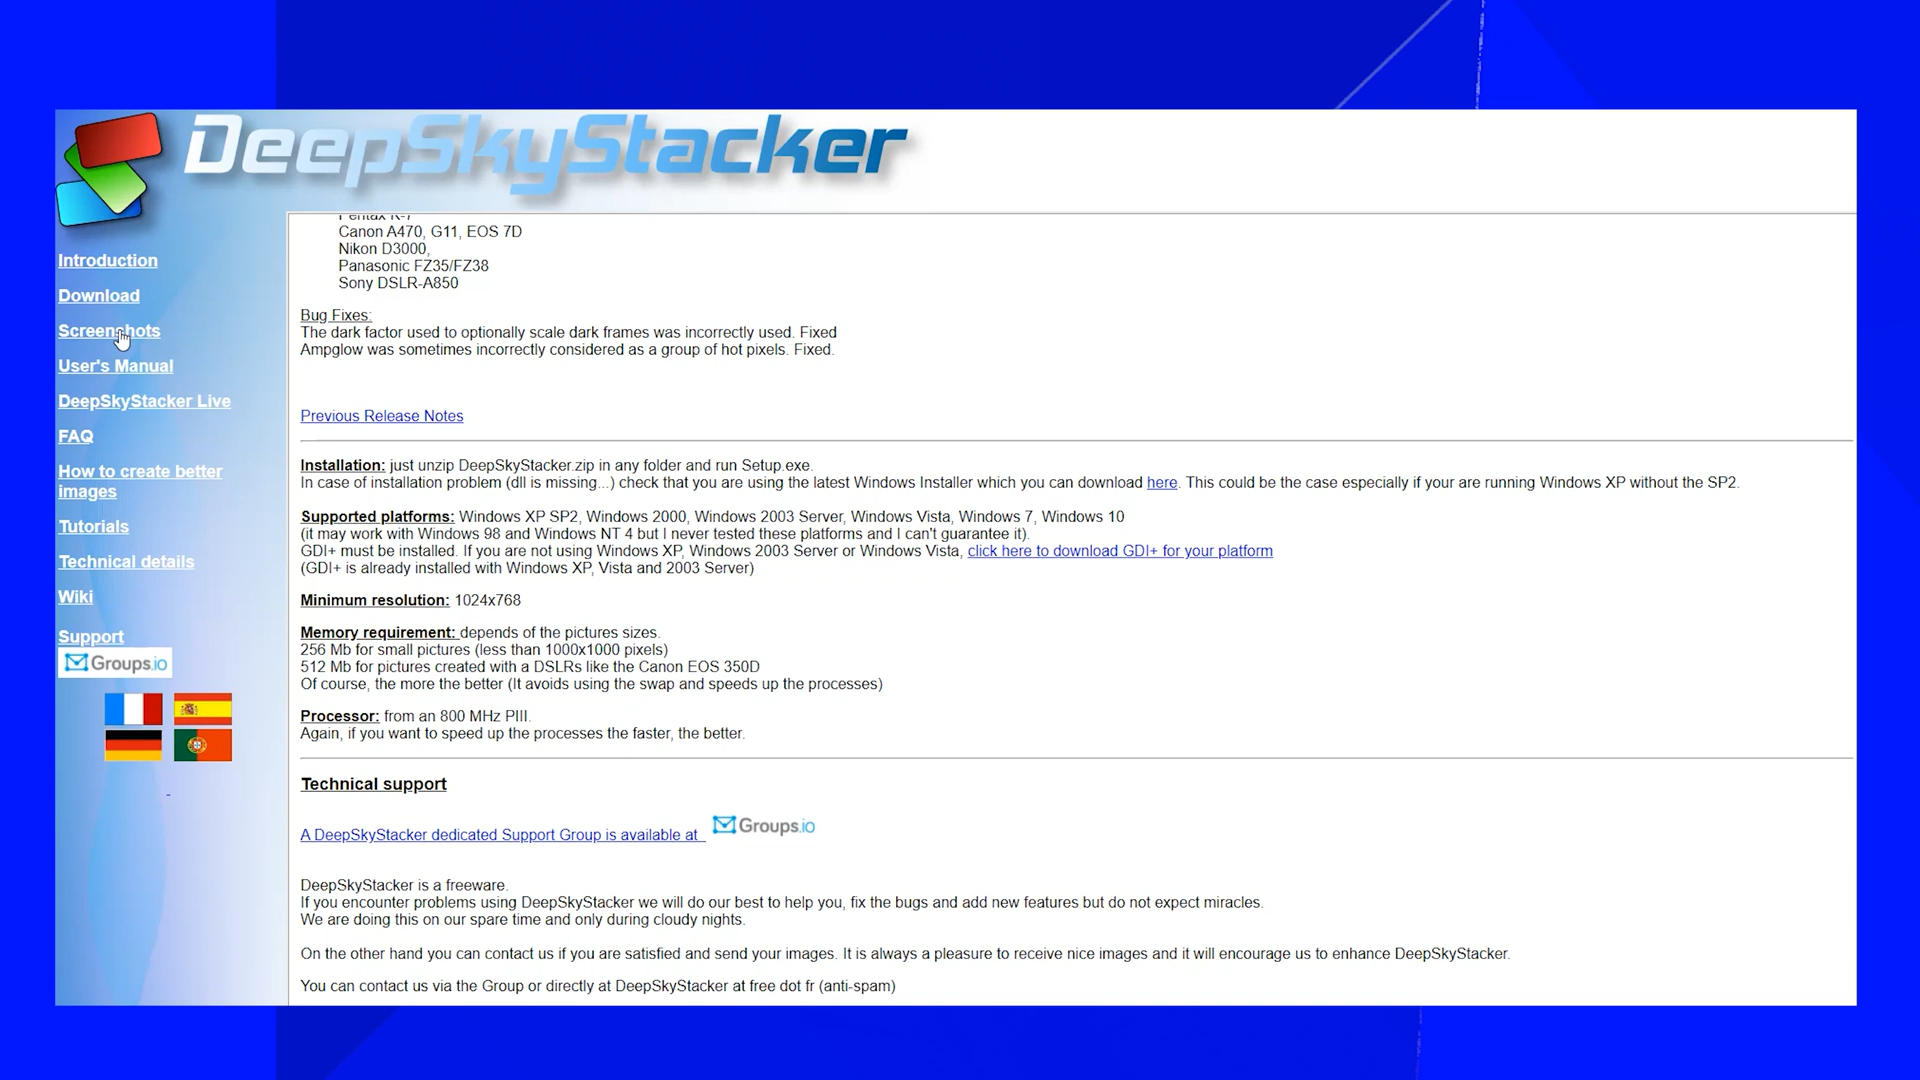 DeepSkyStacker
Introduction
Download
Screenshots
User's Manual
DeepSkyStacker Live
FAQ
How to create better
images
Tutorials
Technical details
Wiki
Support
Groups.io
Pentax K-7
Canon A470, G11, EOS 7D
Nikon D3000,
Panasonic FZ35/FZ38
Sony DSLR-A850
Bug Fixes:
The dark factor used to optionally scale dark frames was incorrectly used. Fixed
Ampglow was sometimes incorrectly considered as a group of hot pixels. Fixed.
Previous Release Notes
Installation: just unzip DeepSkyStacker.zip in any folder and run Setup.exe.
In case of installation problem (dll is missing...) check that you are using the latest Windows Installer which you can download here. This could be the case especially if your are running Windows XP without the SP2.
Supported platforms: Windows XP SP2, Windows 2000, Windows 2003 Server, Windows Vista, Windows 7, Windows 10
(it may work with Windows 98 and Windows NT 4 but I never tested these platforms and I can't guarantee it).
GDI+ must be installed. If you are not using Windows XP, Windows 2003 Server or Windows Vista, click here to download GDI+ for your platform
(GDI+ is already installed with Windows XP, Vista and 2003 Server)
Minimum resolution: 1024x768
Memory requirement: depends of the pictures sizes.
256 Mb for small pictures (less than 1000x1000 pixels)
512 Mb for pictures created with a DSLRs like the Canon EOS 350D
Of course, the more the better (It avoids using the swap and speeds up the processes)
Processor: from an 800 MHz PIII.
Again, if you want to speed up the processes the faster, the better.
Technical support
A DeepSkyStacker dedicated Support Group is available at Groups.io
DeepSkyStacker is a freeware.
If you encounter problems using DeepSkyStacker we will do our best to help you, fix the bugs and add new features but do not expect miracles.
We are doing this on our spare time and only during cloudy nights.
On the other hand you can contact us if you are satisfied and send your images. It is always a pleasure to receive nice images and it will encourage us to enhance DeepSkyStacker.
You can contact us via the Group or directly at DeepSkyStacker at free dot fr (anti-spam)